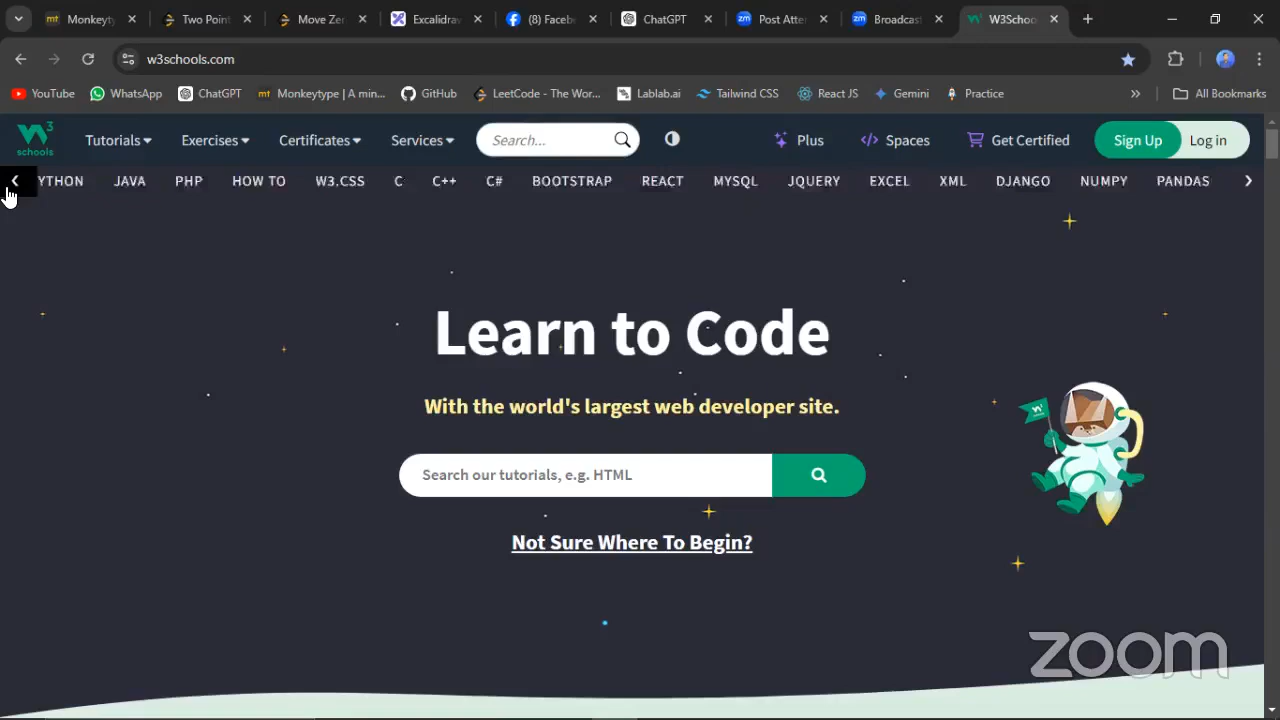 Monkeyty
Two Point
Move Zer
Excalidraw
(8) Faceb
ChatGPT
Post Atter
Broadcast
W3Schoo
w3schools.com
YouTube
WhatsApp
ChatGPT
Monkeytype | A min...
GitHub
LeetCode - The Wor...
Lablab.ai
Tailwind CSS
React JS
Gemini
Practice
All Bookmarks
W3 schools
Tutorials
Exercises
Certificates
Services
Search...
Plus
Spaces
Get Certified
Sign Up
Log in
YTHON
JAVA
PHP
HOW TO
W3.CSS
C
C++
C#
BOOTSTRAP
REACT
MYSQL
JQUERY
EXCEL
XML
DJANGO
NUMPY
PANDAS
Learn to Code
With the world's largest web developer site.
Search our tutorials, e.g. HTML
Not Sure Where To Begin?
zoom